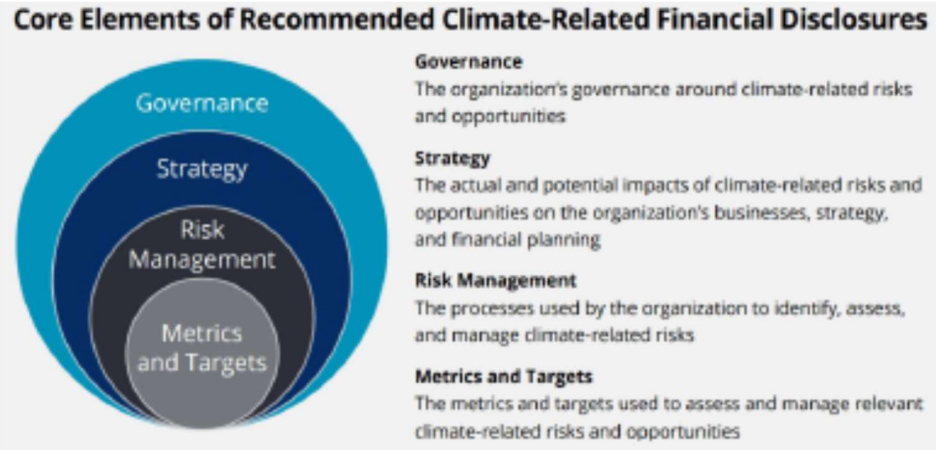 Core Elements of Recommended Climate-Related Financial Disclosures
Governance
Strategy
Risk
Management
Metrics
and Targets
Governance
The organization's governance around climate-related risks
and opportunities
Strategy
The actual and potential impacts of climate-related risks and
opportunities on the organization's businesses, strategy,
and financial planning
Risk Management
The processes used by the organization to identify, assess,
and manage climate-related risks
Metrics and Targets
The metrics and targets used to assess and manage relevant
climate-related risks and opportunities